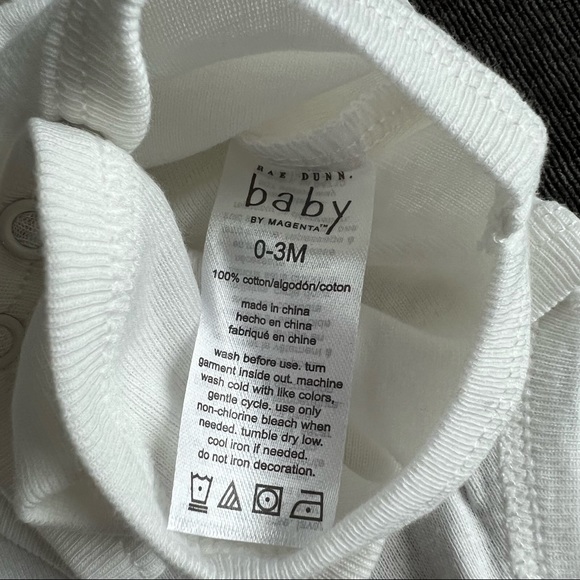 RAE DUNN.
baby
BY MAGENTA™
0-3M
100% cotton/algodón/coton
made in china
hecho en china
fabriqué en chine
wash before use. turn
garment inside out. machine
wash cold with like colors,
gentle cycle. use only
non-chlorine bleach when
needed. tumble dry low.
cool iron if needed.
do not iron decoration.